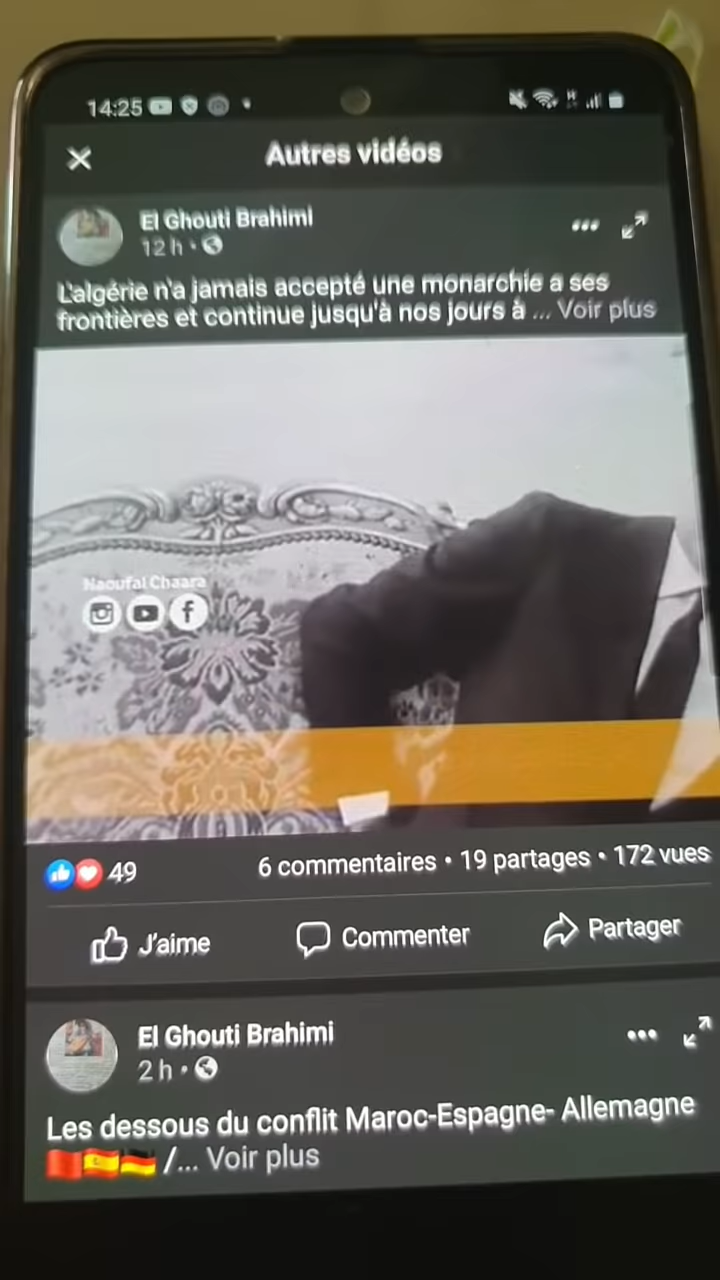 14:25
Autres vidéos
El Ghouti Brahimi
12 h
L'algérie n'a jamais accepté une monarchie a ses
frontières et continue jusqu'à nos jours à ... Voir plus
Naoufal Chaara
49
6 commentaires • 19 partages • 172 vues
J'aime
Commenter
Partager
El Ghouti Brahimi
2 h
Les dessous du conflit Maroc-Espagne- Allemagne
🇲🇦🇪🇸🇩🇪 /... Voir plus